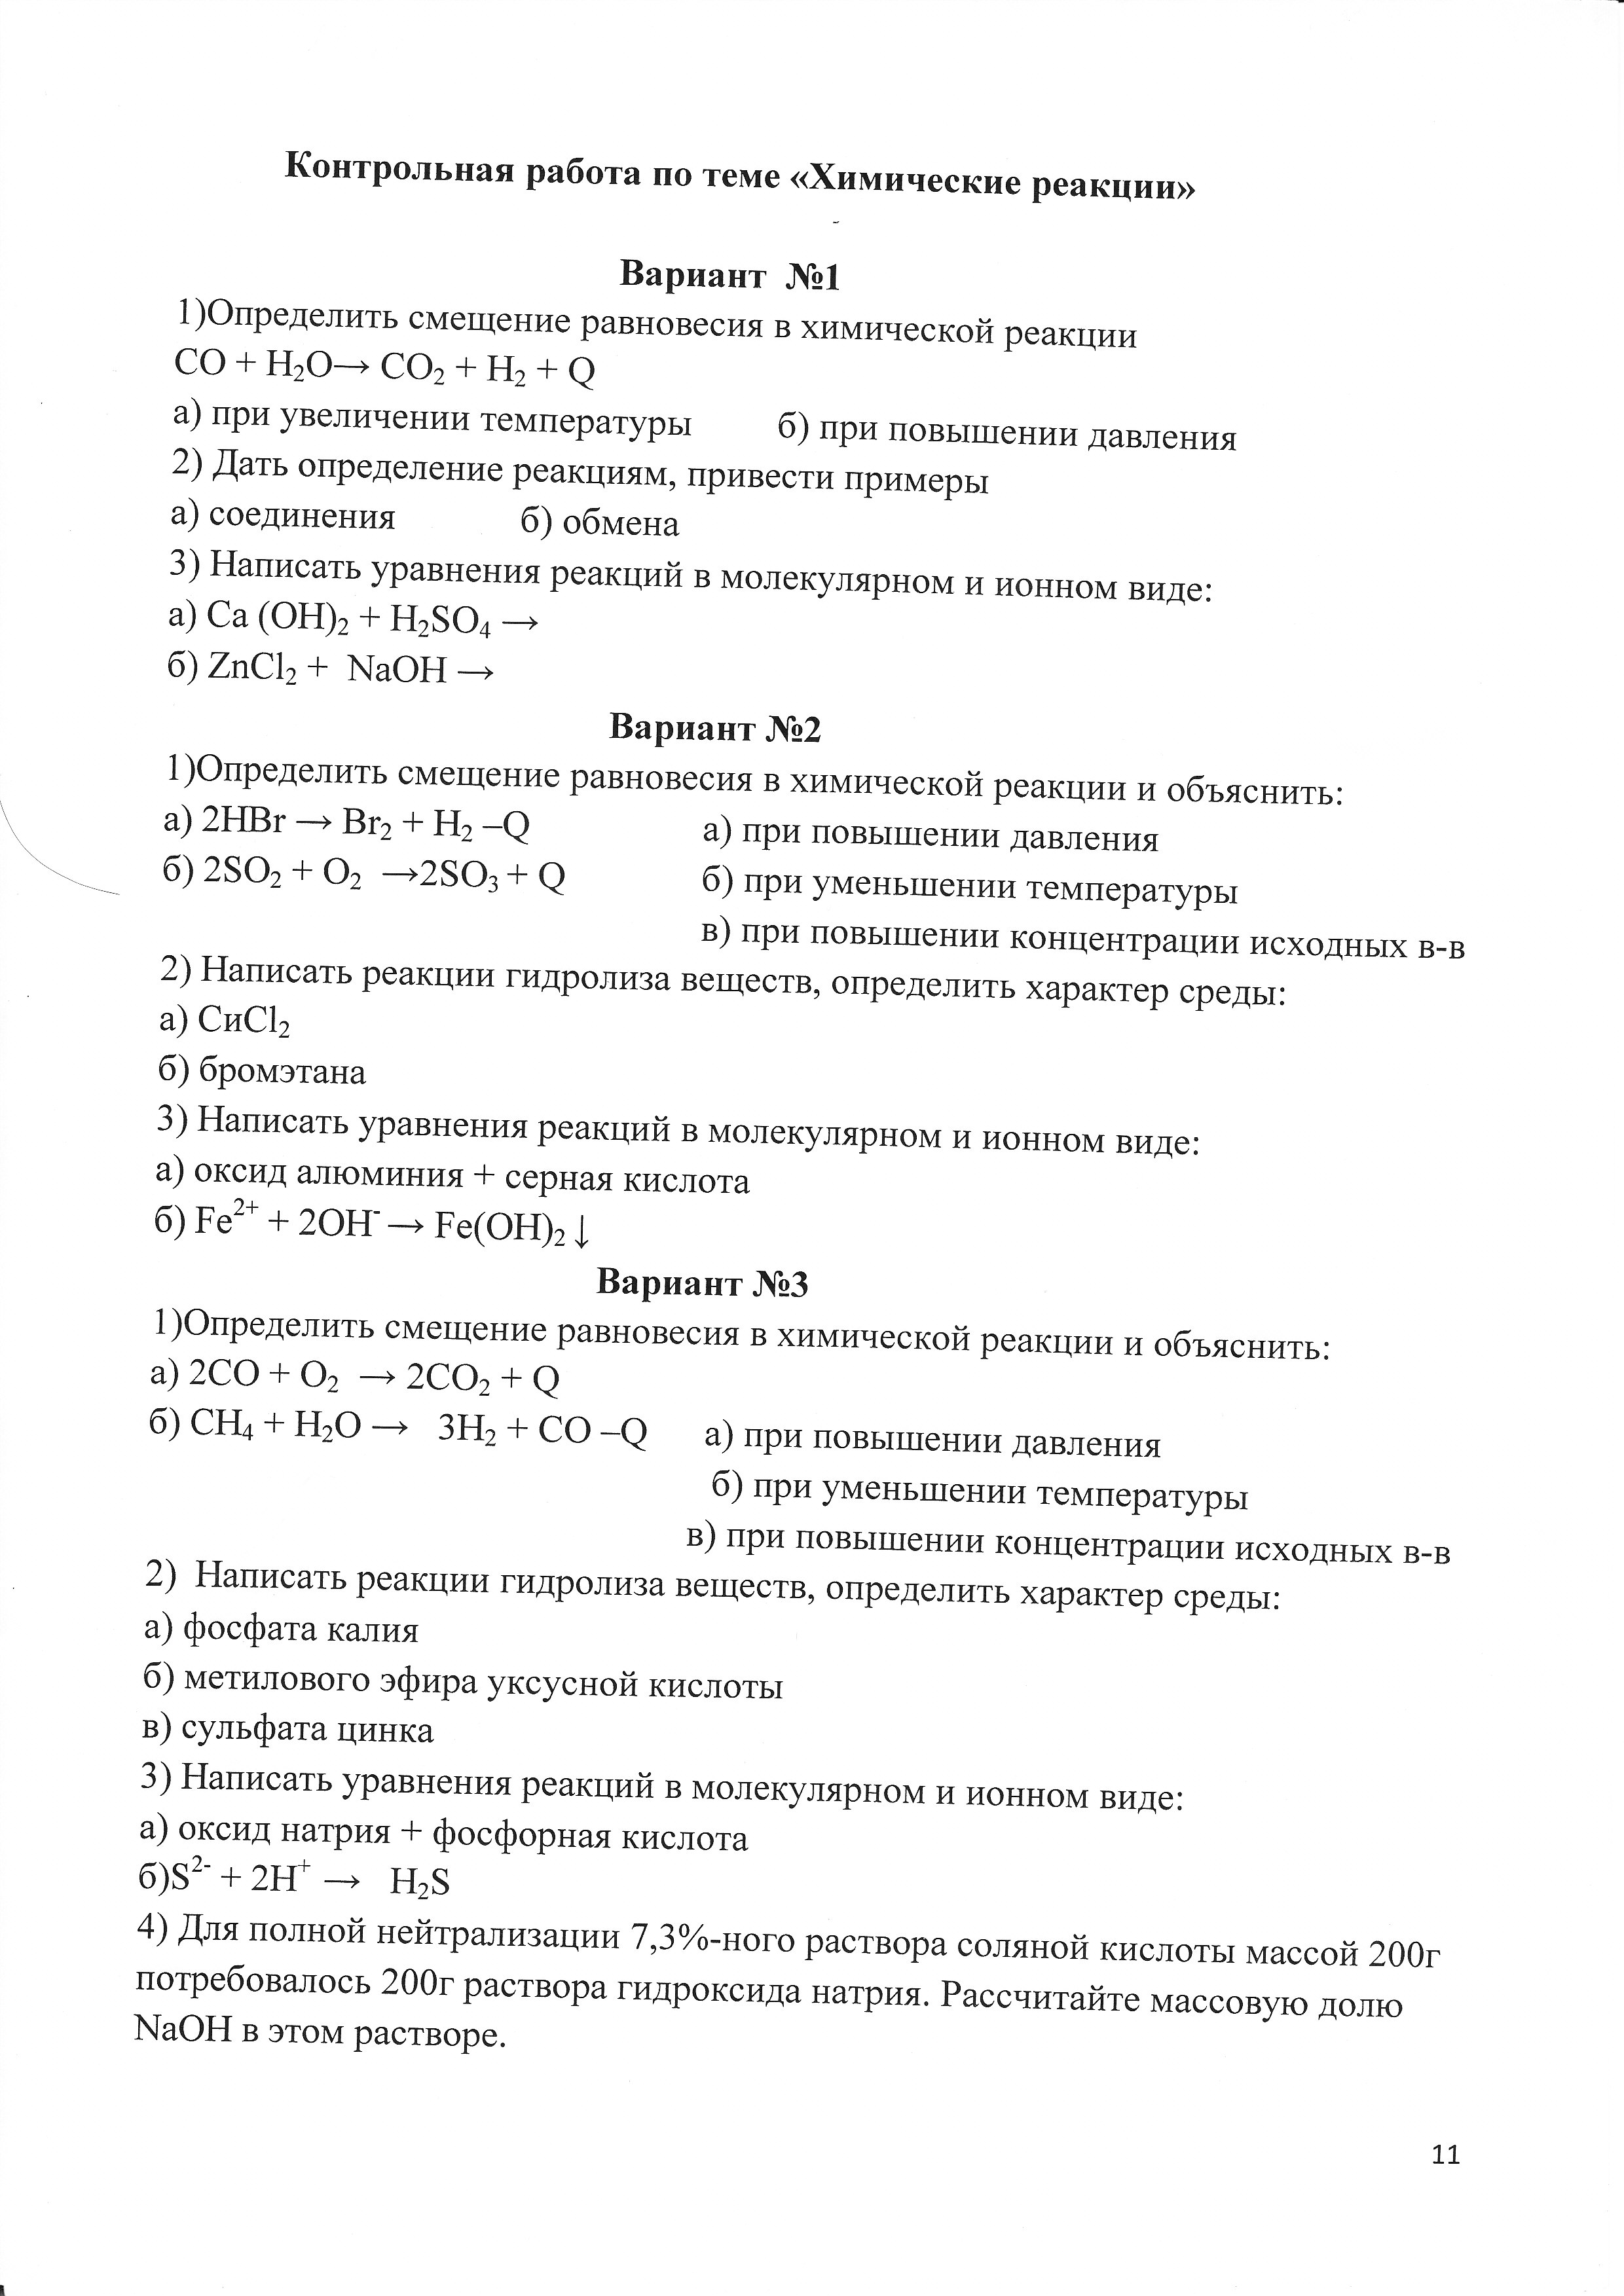 Контрольная работа по теме «Химические реакции»
Вариант №1
1)Определить смещение равновесия в химической реакции
CO + H₂O→ CO₂ + H₂ + Q
а) при увеличении температуры б) при повышении давления
2) Дать определение реакциям, привести примеры
а) соединения б) обмена
3) Написать уравнения реакций в молекулярном и ионном виде:
а) Ca (OH)₂ + H₂SO₄ →
б) ZnCl₂ + NaOH →
Вариант №2
1)Определить смещение равновесия в химической реакции и объяснить:
а) 2HBr → Br₂ + H₂ –Q а) при повышении давления
б) 2SO₂ + O₂ →2SO₃ + Q б) при уменьшении температуры
в) при повышении концентрации исходных в-в
2) Написать реакции гидролиза веществ, определить характер среды:
а) СиCl₂
б) бромэтана
3) Написать уравнения реакций в молекулярном и ионном виде:
а) оксид алюминия + серная кислота
б) Fe²⁺ + 2OH⁻ → Fe(OH)₂ ↓
Вариант №3
1)Определить смещение равновесия в химической реакции и объяснить:
а) 2CO + O₂ → 2CO₂ + Q
б) CH₄ + H₂O → 3H₂ + CO –Q а) при повышении давления
б) при уменьшении температуры
в) при повышении концентрации исходных в-в
2) Написать реакции гидролиза веществ, определить характер среды:
а) фосфата калия
б) метилового эфира уксусной кислоты
в) сульфата цинка
3) Написать уравнения реакций в молекулярном и ионном виде:
а) оксид натрия + фосфорная кислота
б)S²⁻ + 2H⁺ → H₂S
4) Для полной нейтрализации 7,3%-ного раствора соляной кислоты массой 200г
потребовалось 200г раствора гидроксида натрия. Рассчитайте массовую долю
NaOH в этом растворе.
11